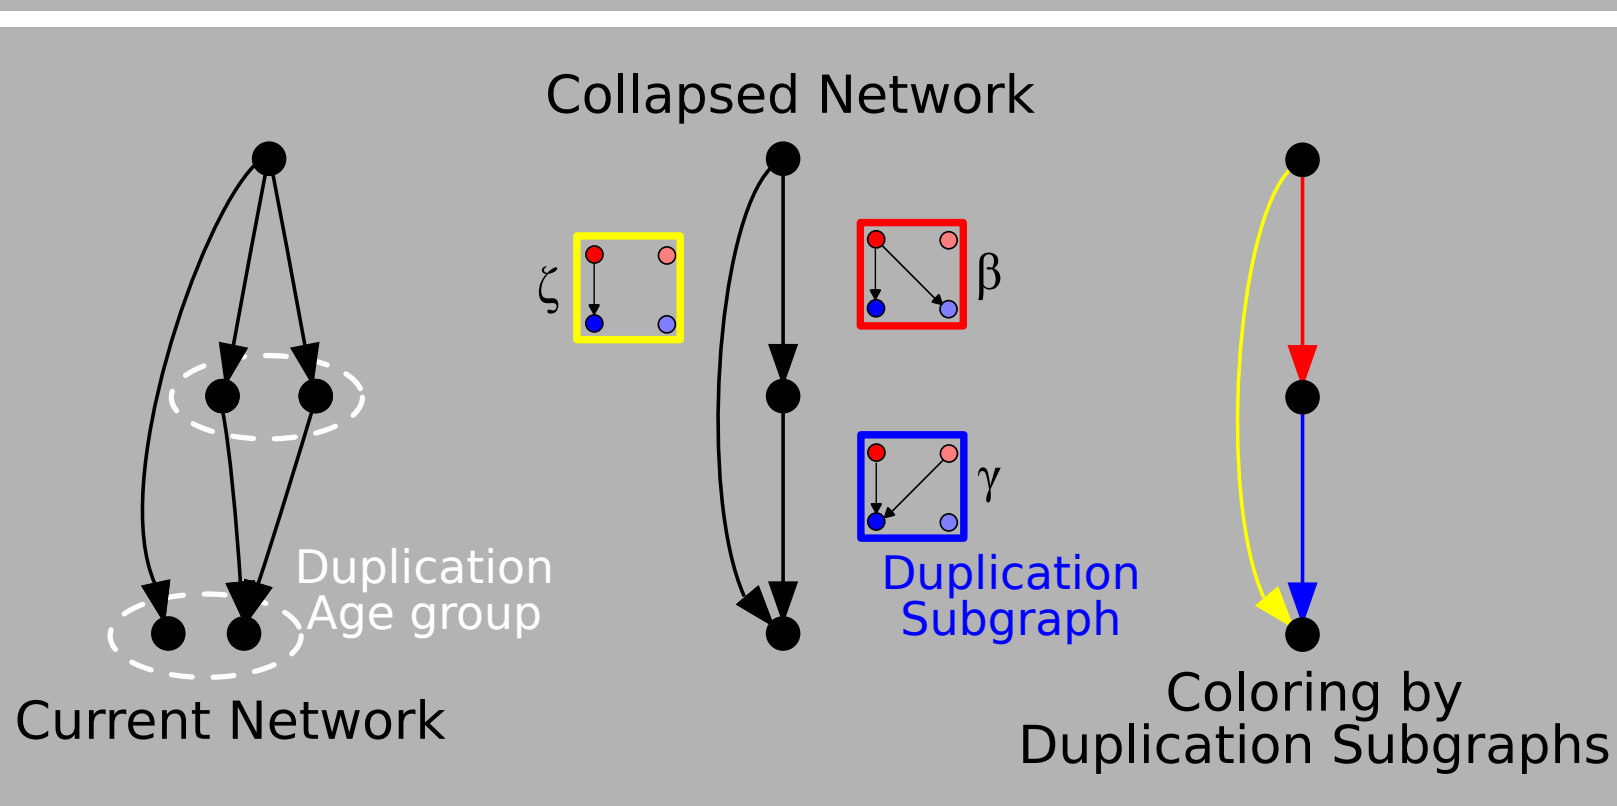 Collapsed Network
ζ
β
γ
Duplication
Age group
Duplication
Subgraph
Current Network
Coloring by
Duplication Subgraphs